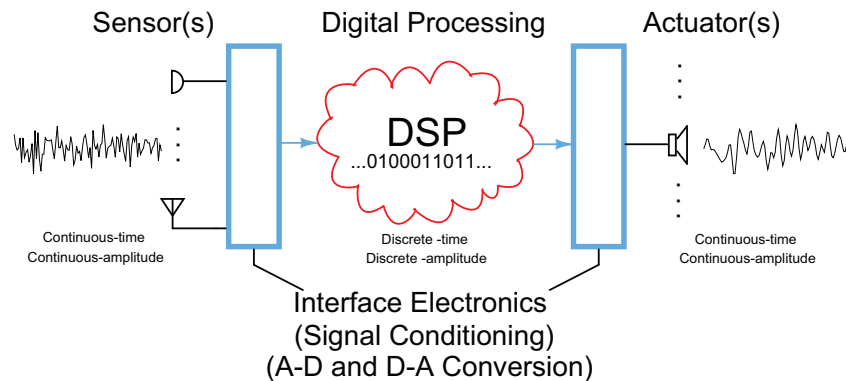 Sensor(s)
Digital Processing
Actuator(s)
DSP
...0100011011...
Continuous-time
Continuous-amplitude
Discrete -time
Discrete -amplitude
Continuous-time
Continuous-amplitude
Interface Electronics
(Signal Conditioning)
(A-D and D-A Conversion)